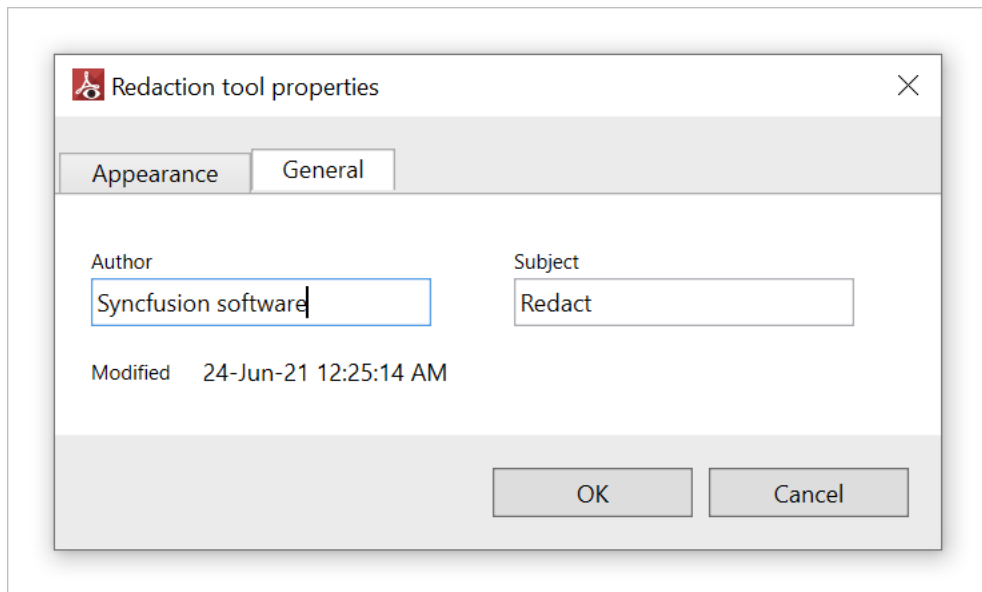 Redaction tool properties
Appearance
General
Author
Subject
Syncfusion software
Redact
Modified 24-Jun-21 12:25:14 AM
OK
Cancel